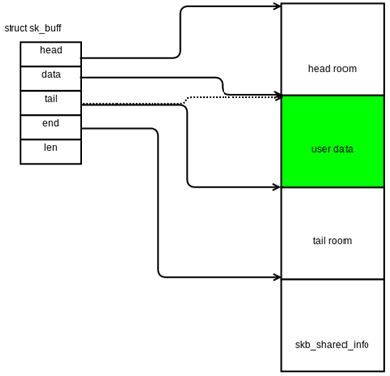 struct sk_buff
head
data
tail
end
len
head room
user data
tail room
skb_shared_info